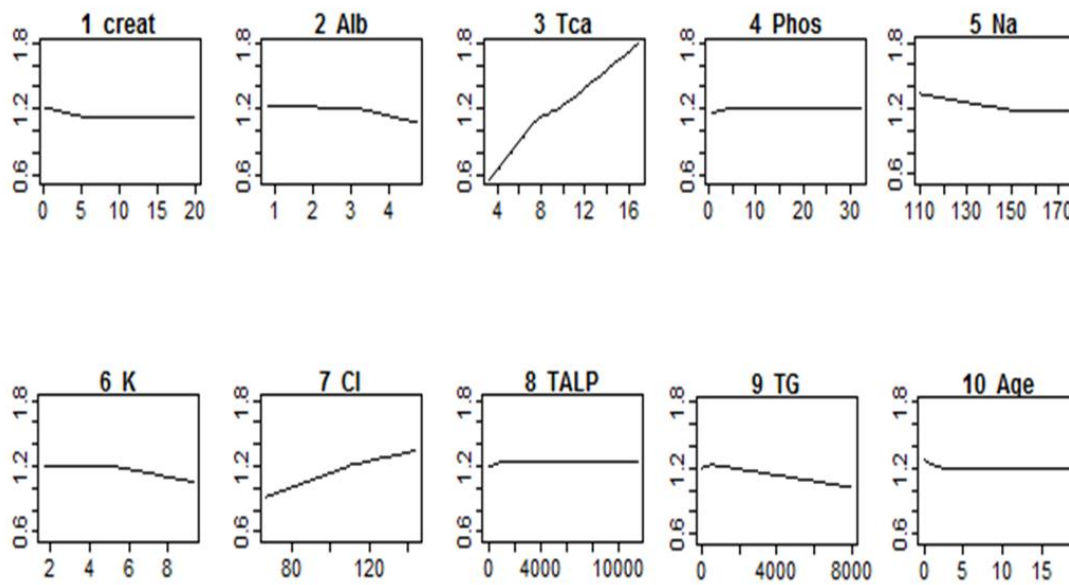 1 creat
2 Alb
3 Tca
4 Phos
5 Na
0.6 1.2 1.8
0.6 1.2 1.8
0.6 1.2 1.8
0.6 1.2 1.8
0.6 1.2 1.8
0 5 10 15 20
1 2 3 4
4 8 12 16
0 10 20 30
110 130 150 170
6 K
7 Cl
8 TALP
9 TG
10 Age
0.6 1.2 1.8
0.6 1.2 1.8
0.6 1.2 1.8
0.6 1.2 1.8
0.6 1.2 1.8
2 4 6 8
80 120
0 4000 10000
0 4000 8000
0 5 10 15